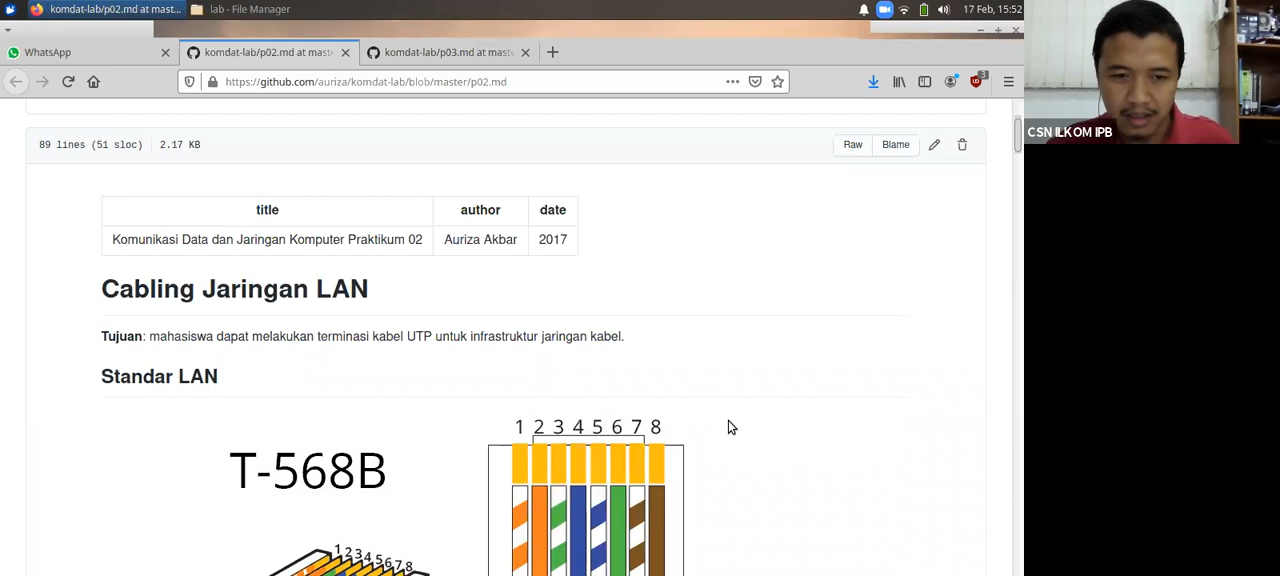 komdat-lab/p02.md at mast...
lab - File Manager
17 Feb, 15:52
WhatsApp
komdat-lab/p02.md at mast
komdat-lab/p03.md at mast
https://github.com/auriza/komdat-lab/blob/master/p02.md
3
CSN ILKOM IPB
89 lines (51 sloc)
2.17 KB
Raw
Blame
title
author
date
Komunikasi Data dan Jaringan Komputer Praktikum 02
Auriza Akbar
2017
Cabling Jaringan LAN
Tujuan: mahasiswa dapat melakukan terminasi kabel UTP untuk infrastruktur jaringan kabel.
Standar LAN
1 2 3 4 5 6 7 8
T-568B
1 2 3 4 5 6 7 8